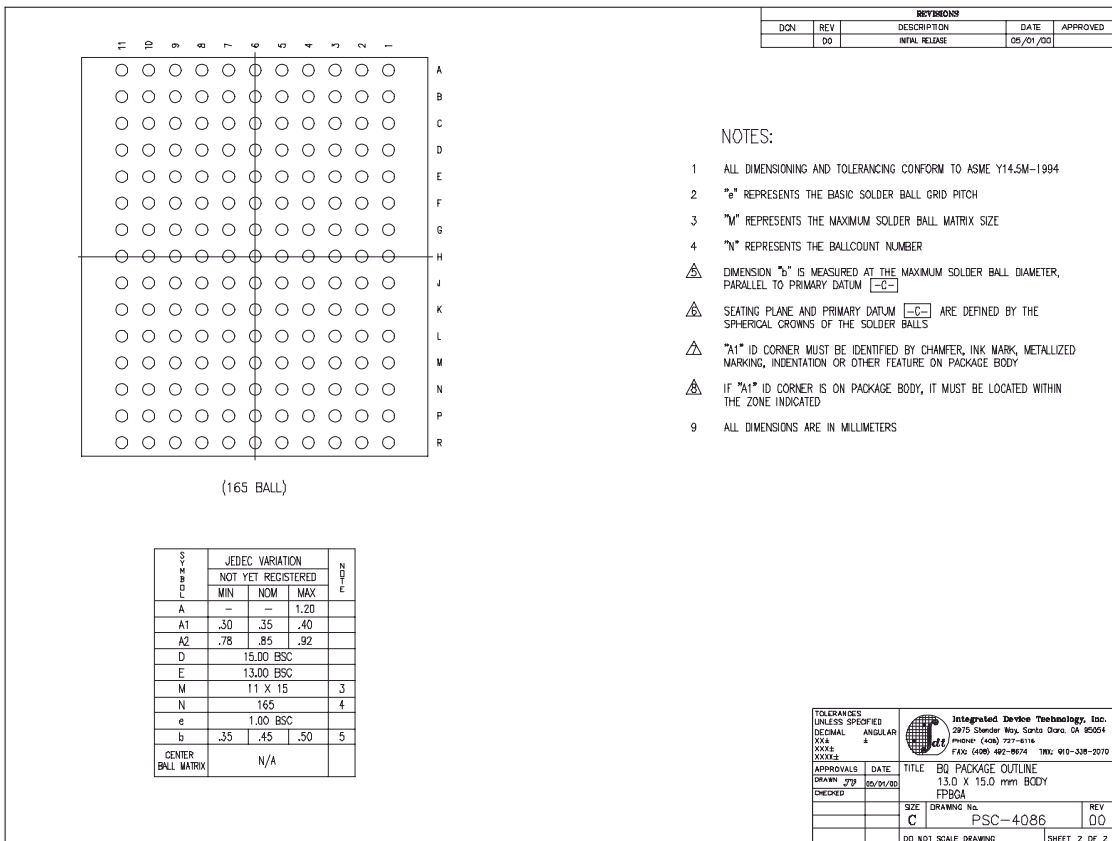 REVISIONS
DCN REV DESCRIPTION DATE APPROVED
00 INITIAL RELEASE 05/01/00
11 10 9 8 7 6 5 4 3 2 1
A
B
C
D
E
F
G
H
J
K
L
M
N
P
R
(165 BALL)
NOTES:
1 ALL DIMENSIONING AND TOLERANCING CONFORM TO ASME Y14.5M-1994
2 "e" REPRESENTS THE BASIC SOLDER BALL GRID PITCH
3 "M" REPRESENTS THE MAXIMUM SOLDER BALL MATRIX SIZE
4 "N" REPRESENTS THE BALLCOUNT NUMBER
5 DIMENSION "b" IS MEASURED AT THE MAXIMUM SOLDER BALL DIAMETER,
PARALLEL TO PRIMARY DATUM -C-
6 SEATING PLANE AND PRIMARY DATUM -C- ARE DEFINED BY THE
SPHERICAL CROWNS OF THE SOLDER BALLS
7 "A1" ID CORNER MUST BE IDENTIFIED BY CHAMFER, INK MARK, METALLIZED
MARKING, INDENTATION OR OTHER FEATURE ON PACKAGE BODY
8 IF "A1" ID CORNER IS ON PACKAGE BODY, IT MUST BE LOCATED WITHIN
THE ZONE INDICATED
9 ALL DIMENSIONS ARE IN MILLIMETERS
SYMBOL JEDEC VARIATION NOTE
NOT YET REGISTERED
MIN NOM MAX
A – – 1.20
A1 .30 .35 .40
A2 .78 .85 .92
D 15.00 BSC
E 13.00 BSC
M 11 X 15 3
N 165 4
e 1.00 BSC
b .35 .45 .50 5
CENTER
BALL MATRIX N/A
TOLERANCES
UNLESS SPECIFIED
DECIMAL ANGULAR
XX± ±
XXX±
XXXX±
idt
Integrated Device Technology, Inc.
2975 Stender Way, Santa Clara, CA 95054
PHONE: (408) 727-6116
FAX: (408) 492-8674 TWX: 910-338-2070
APPROVALS DATE
DRAWN 05/01/00
CHECKED
TITLE BQ PACKAGE OUTLINE
13.0 X 15.0 mm BODY
FPBGA
SIZE DRAWING No. REV
C PSC-4086 00
DO NOT SCALE DRAWING SHEET 2 OF 2